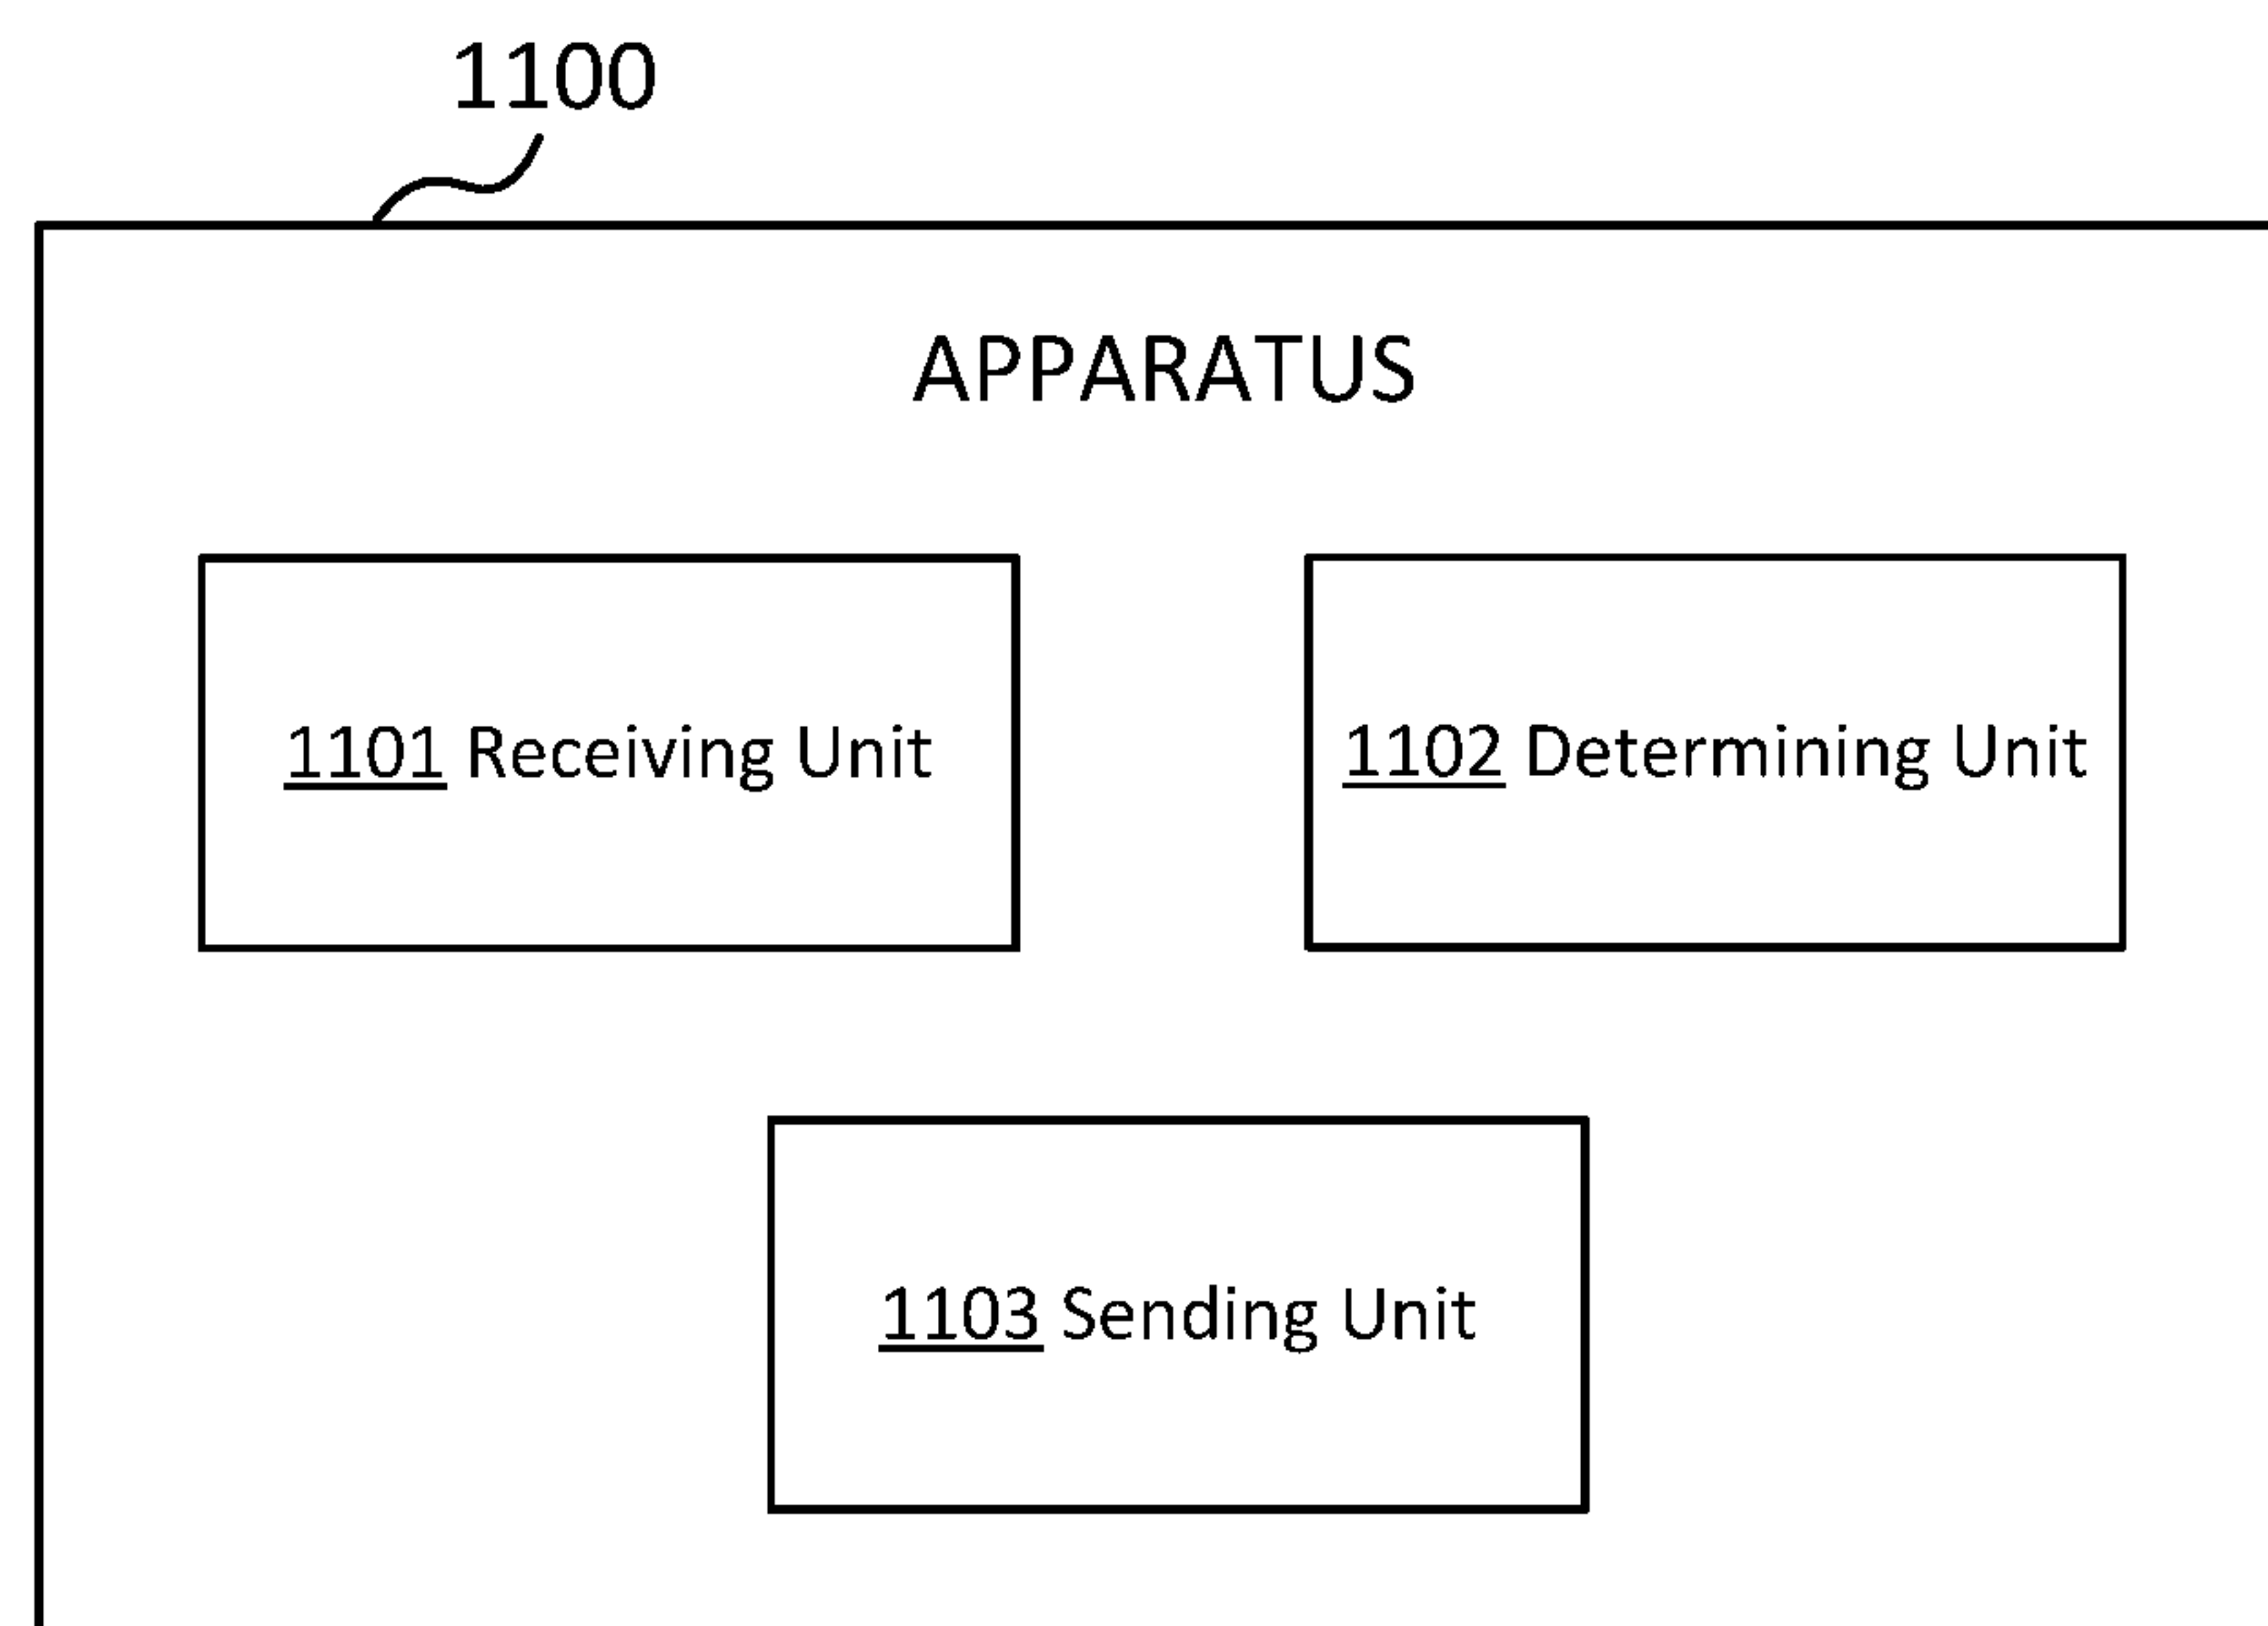 1100
APPARATUS
1101 Receiving Unit
1102 Determining Unit
1103 Sending Unit